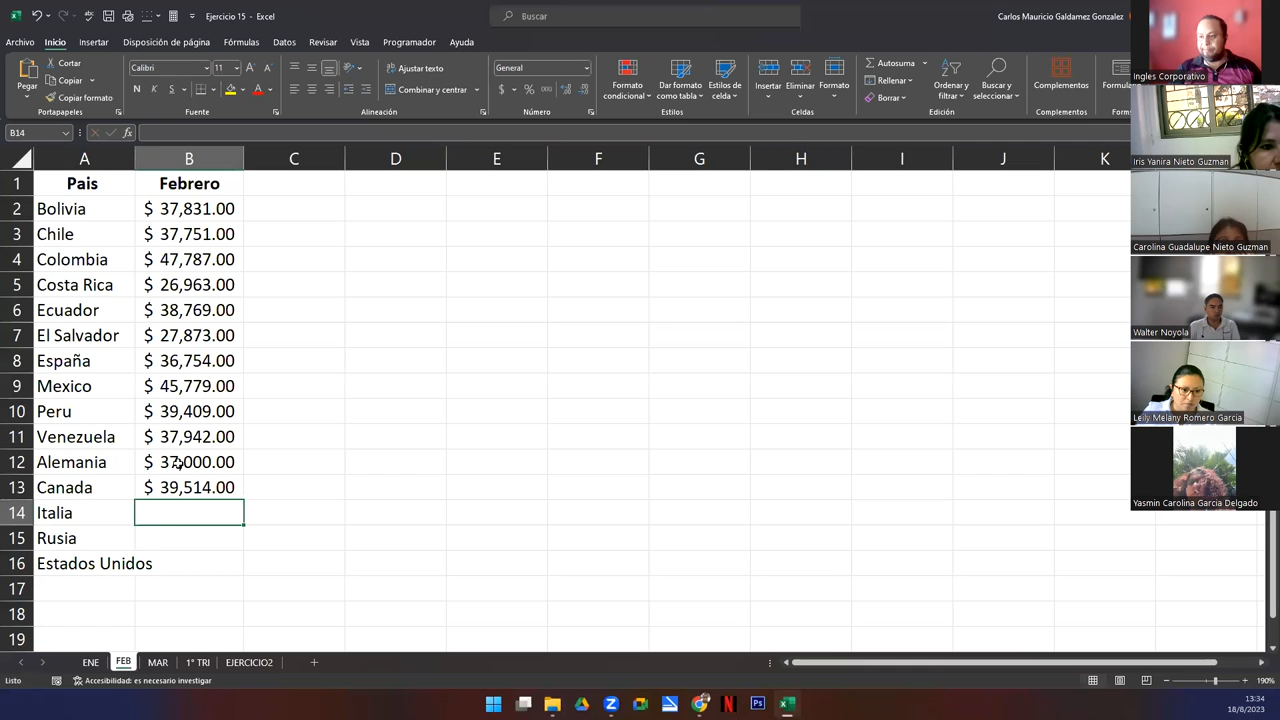 Ejercicio 15 - Excel
Buscar
Carlos Mauricio Galdamez Gonzalez
Archivo Inicio Insertar Disposición de página Fórmulas Datos Revisar Vista Programador Ayuda
Pegar
Cortar
Copiar
Copiar formato
Portapapeles
Calibri 11
N K S
Fuente
Ajustar texto
Combinar y centrar
Alineación
General
$ % 000
Número
Formato condicional
Dar formato como tabla
Estilos de celda
Estilos
Insertar Eliminar Formato
Celdas
Autosuma
Rellenar
Borrar
Ordenar y filtrar
Buscar y seleccionar
Edición
Complementos
Complementos
B14
fx
A B C D E F G H I J K
1 Pais Febrero
2 Bolivia $ 37,831.00
3 Chile $ 37,751.00
4 Colombia $ 47,787.00
5 Costa Rica $ 26,963.00
6 Ecuador $ 38,769.00
7 El Salvador $ 27,873.00
8 España $ 36,754.00
9 Mexico $ 45,779.00
10 Peru $ 39,409.00
11 Venezuela $ 37,942.00
12 Alemania $ 37,000.00
13 Canada $ 39,514.00
14 Italia
15 Rusia
16 Estados Unidos
17
18
19
ENE FEB MAR 1° TRI EJERCICIO2
Listo
Accesibilidad: es necesario investigar
190%
13:34
18/8/2023
Ingles Corporativo
Iris Yanira Nieto Guzman
Carolina Guadalupe Nieto Guzman
Walter Noyola
Leily Melany Romero Garcia
Yasmin Carolina Garcia Delgado